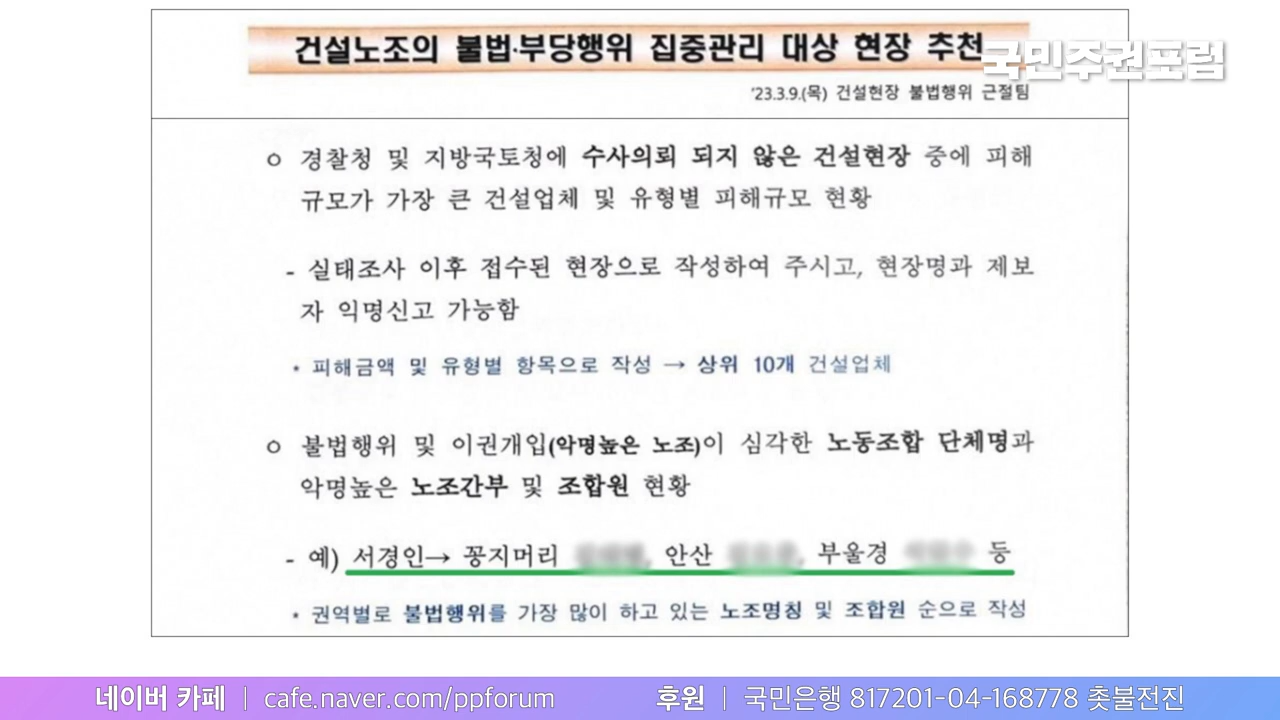 건설노조의 불법·부당행위 집중관리 대상 현장 추천
국민주권포럼
'23.3.9.(목) 건설현장 불법행위 근절팀
ㅇ 경찰청 및 지방국토청에 수사의뢰 되지 않은 건설현장 중에 피해
규모가 가장 큰 건설업체 및 유형별 피해규모 현황
- 실태조사 이후 접수된 현장으로 작성하여 주시고, 현장명과 제보
자 익명신고 가능함
* 피해금액 및 유형별 항목으로 작성 → 상위 10개 건설업체
ㅇ 불법행위 및 이권개입(악명높은 노조)이 심각한 노동조합 단체명과
악명높은 노조간부 및 조합원 현황
- 예) 서경인→ 꽁지머리 , 안산 , 부울경 등
* 권역별로 불법행위를 가장 많이 하고 있는 노조명칭 및 조합원 순으로 작성
네이버 카페 | cafe.naver.com/ppforum 후원 | 국민은행 817201-04-168778 촛불전진